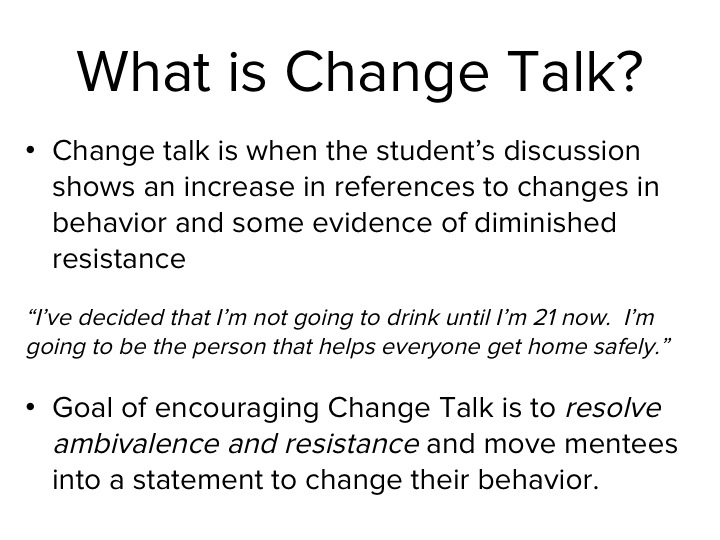 What is Change Talk?
• Change talk is when the student’s discussion
shows an increase in references to changes in
behavior and some evidence of diminished
resistance
“I’ve decided that I’m not going to drink until I’m 21 now.  I’m
going to be the person that helps everyone get home safely.”
• Goal of encouraging Change Talk is to resolve
ambivalence and resistance and move mentees
into a statement to change their behavior.